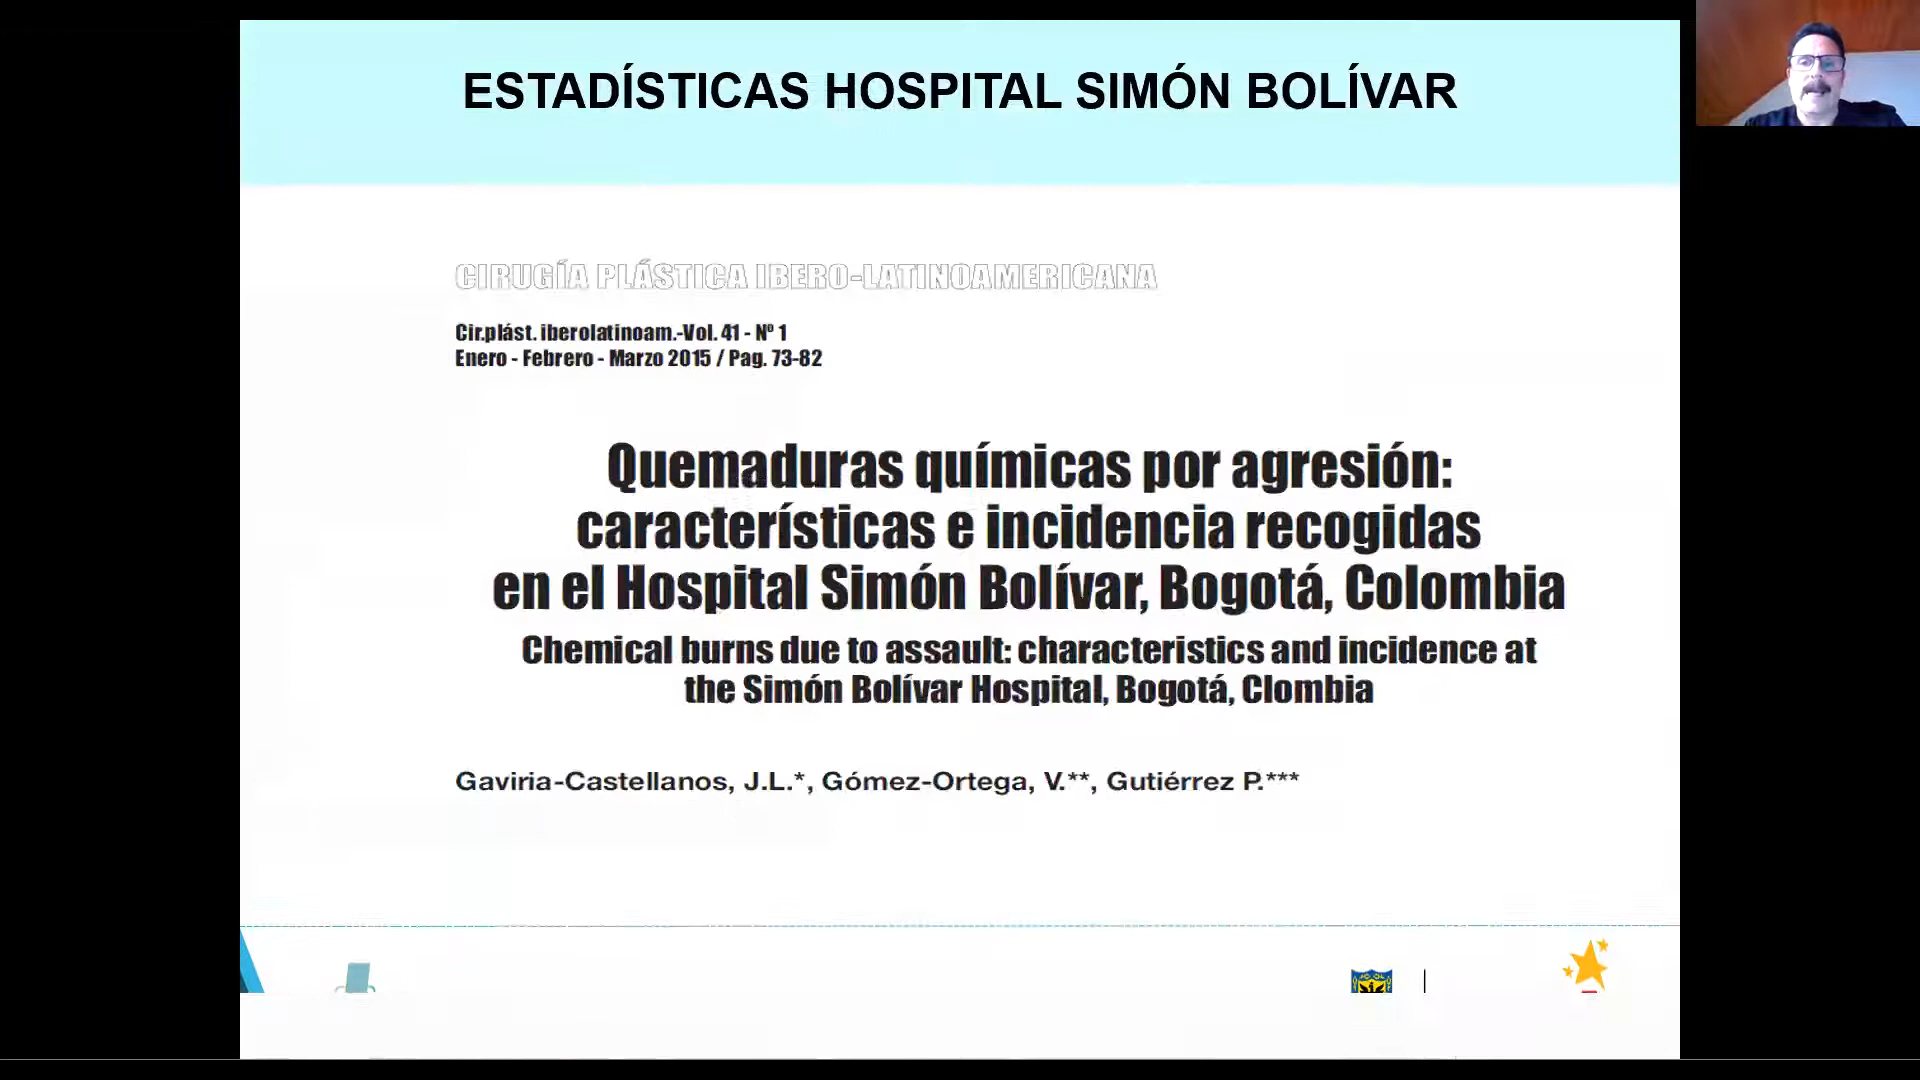 ESTADÍSTICAS HOSPITAL SIMÓN BOLÍVAR
CIRUGÍA PLÁSTICA IBERO-LATINOAMERICANA
Cir.plást. iberolatinoam.-Vol. 41 - Nº 1
Enero - Febrero - Marzo 2015 / Pag. 73-82
Quemaduras químicas por agresión:
características e incidencia recogidas
en el Hospital Simón Bolívar, Bogotá, Colombia
Chemical burns due to assault: characteristics and incidence at
the Simón Bolívar Hospital, Bogotá, Clombia
Gaviria-Castellanos, J.L.*, Gómez-Ortega, V.**, Gutiérrez P.***